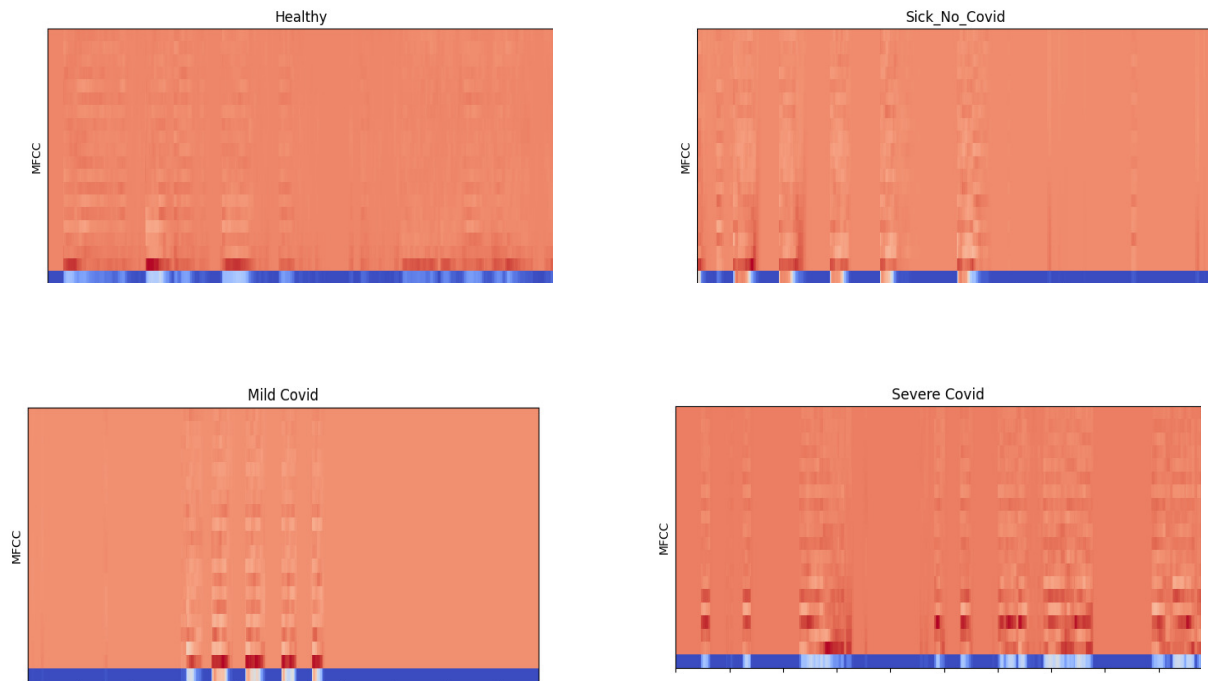 Healthy
MFCC
Sick_No_Covid
MFCC
Mild Covid
MFCC
Severe Covid
MFCC